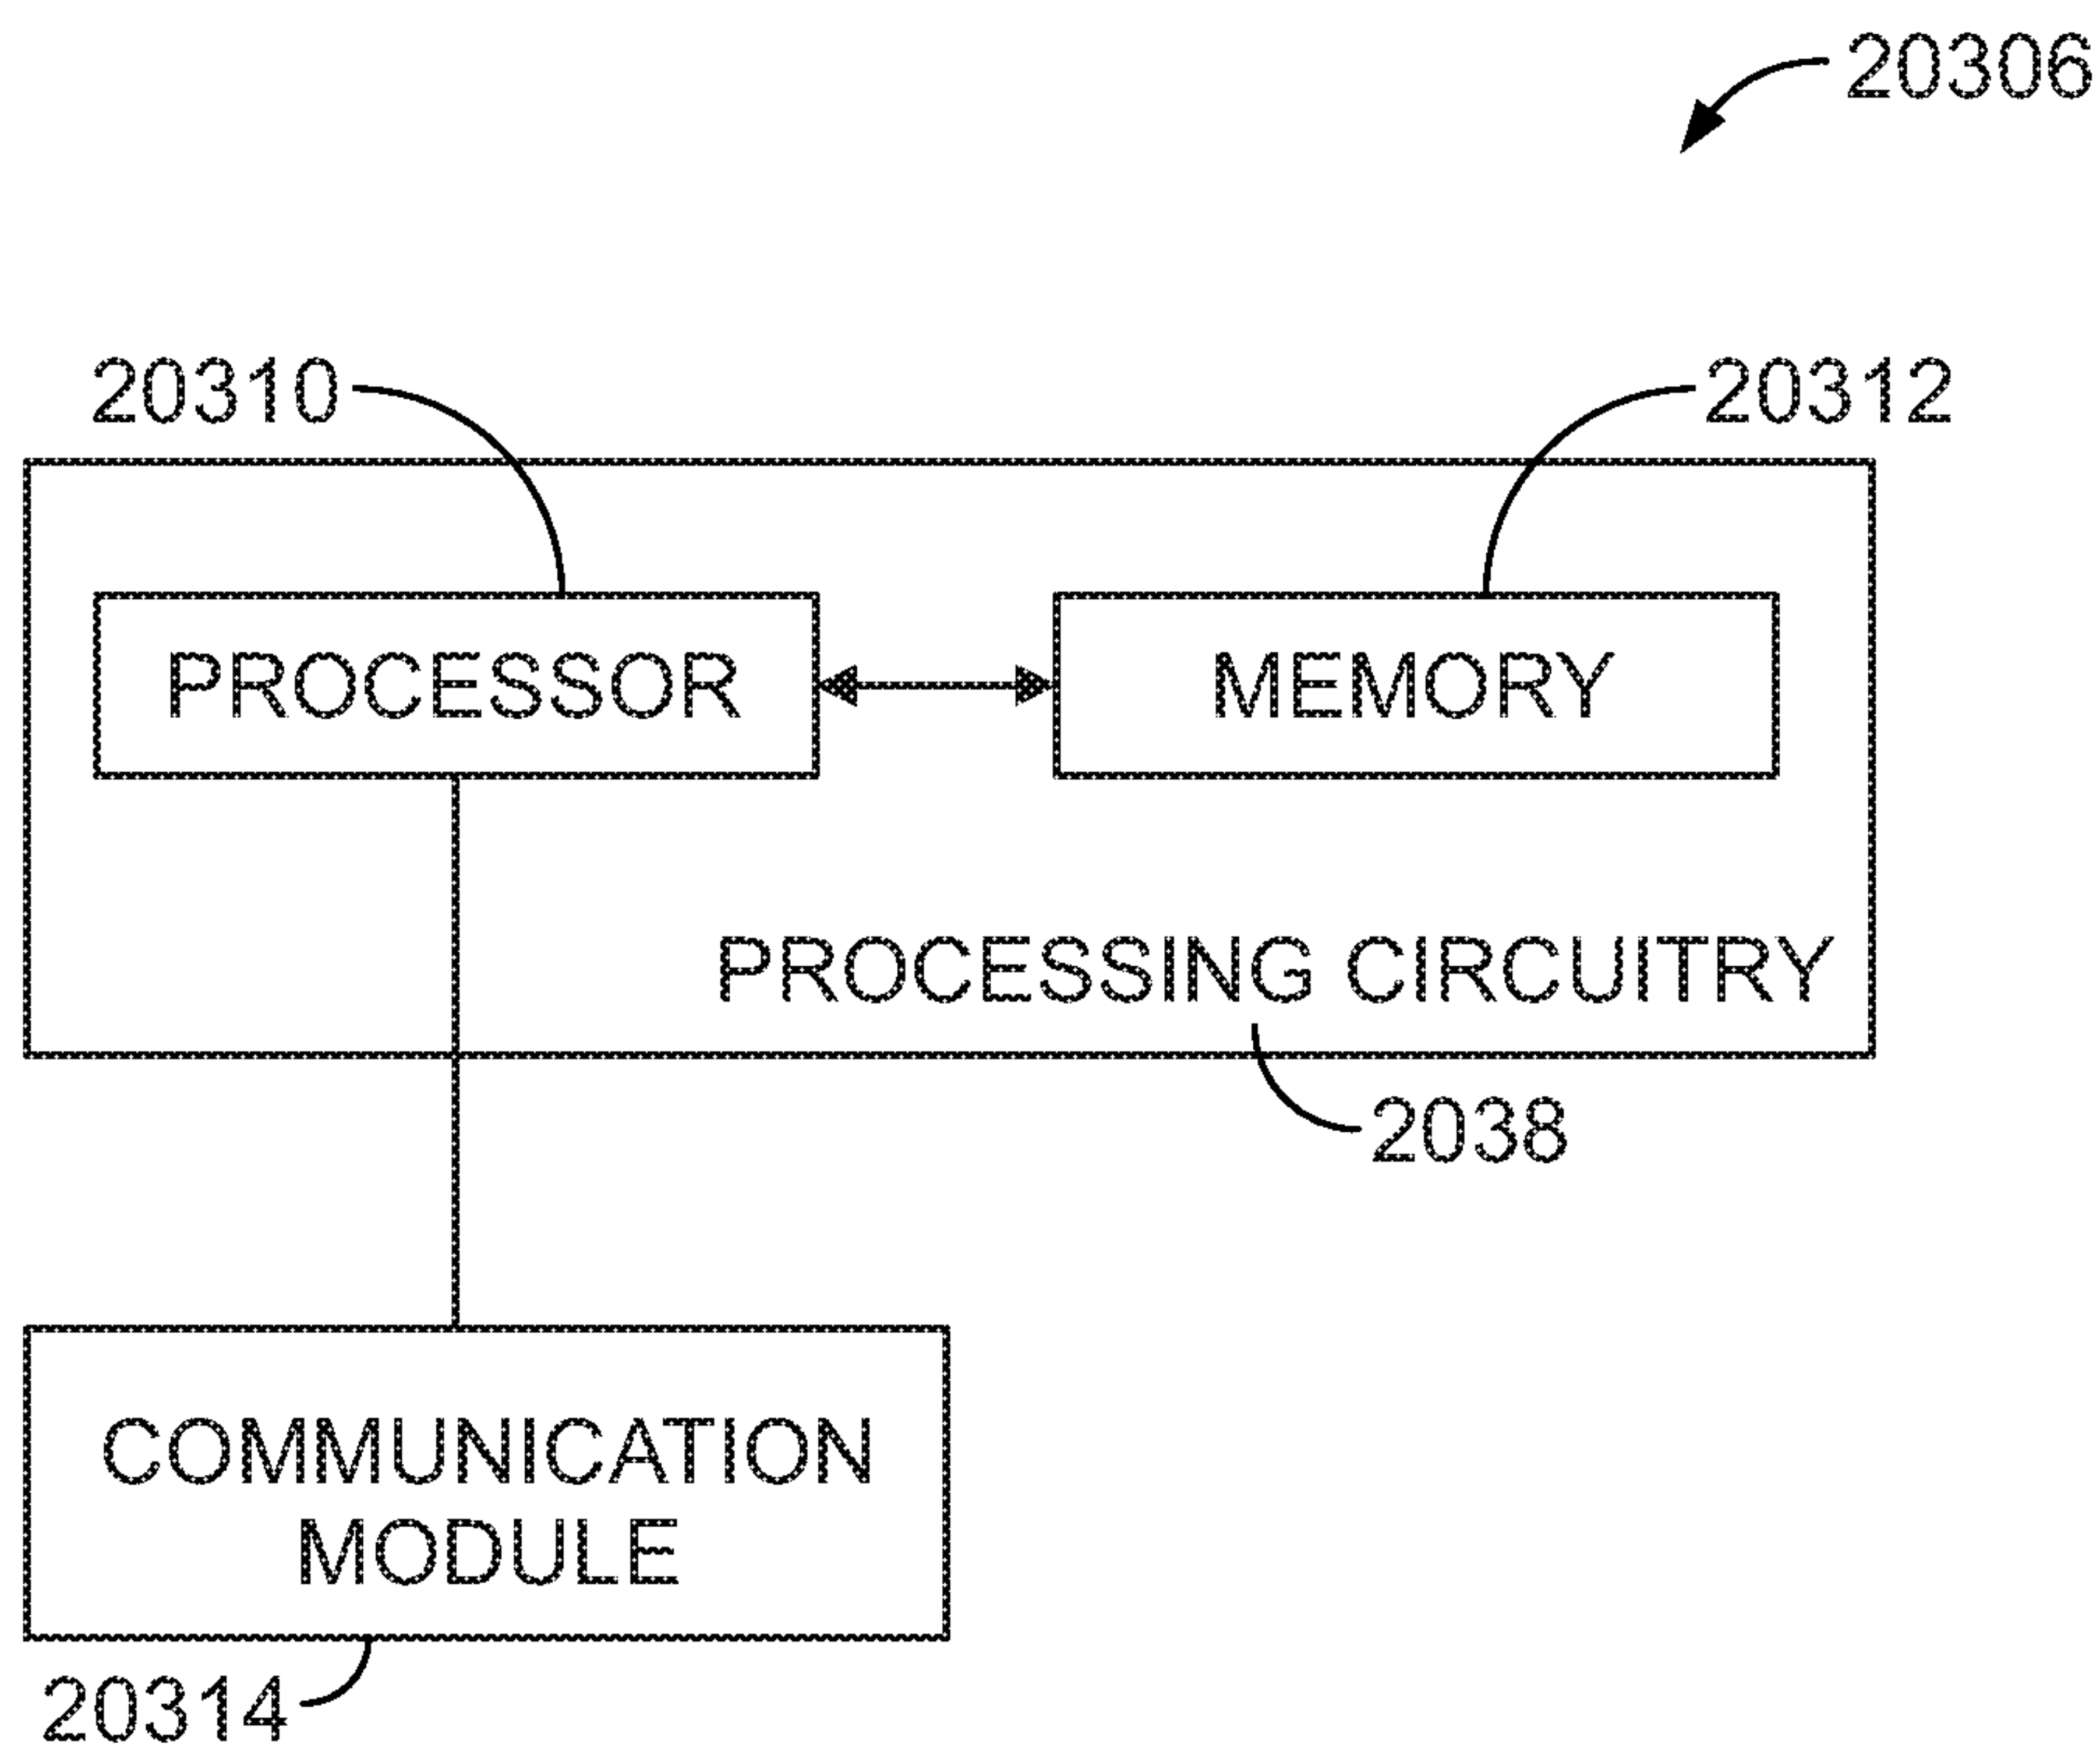 20306
20310
20312
PROCESSOR
MEMORY
PROCESSING CIRCUITRY
2038
COMMUNICATION
MODULE
20314